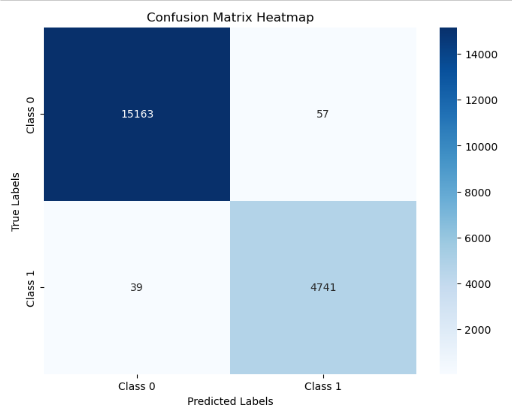 Confusion Matrix Heatmap
Class 0
15163
57
Class 1
39
4741
True Labels
Class 0
Class 1
Predicted Labels
14000
12000
10000
8000
6000
4000
2000